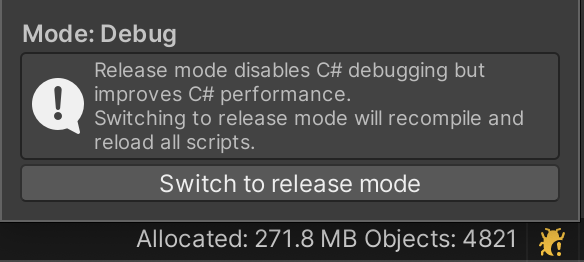 Mode: Debug
Release mode disables C# debugging but
improves C# performance.
Switching to release mode will recompile and
reload all scripts.
Switch to release mode
Allocated: 271.8 MB Objects: 4821